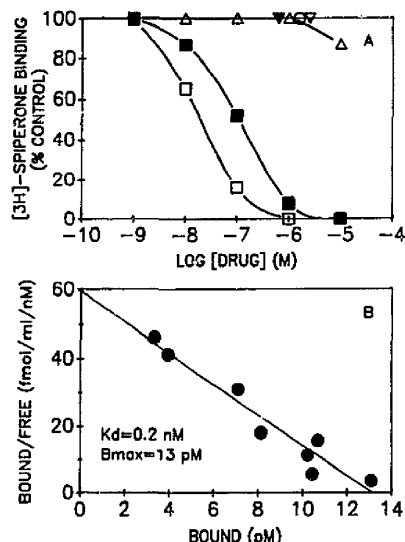 A
[3H]-SPIPERONE BINDING
(% CONTROL)
100
80
60
40
20
0
-10 -9 -8 -7 -6 -5 -4
LOG [DRUG] (M)
B
BOUND/FREE (fmol/ml/nM)
60
40
20
0
Kd=0.2 nM
Bmax=13 pM
0 2 4 6 8 10 12 14
BOUND (pM)